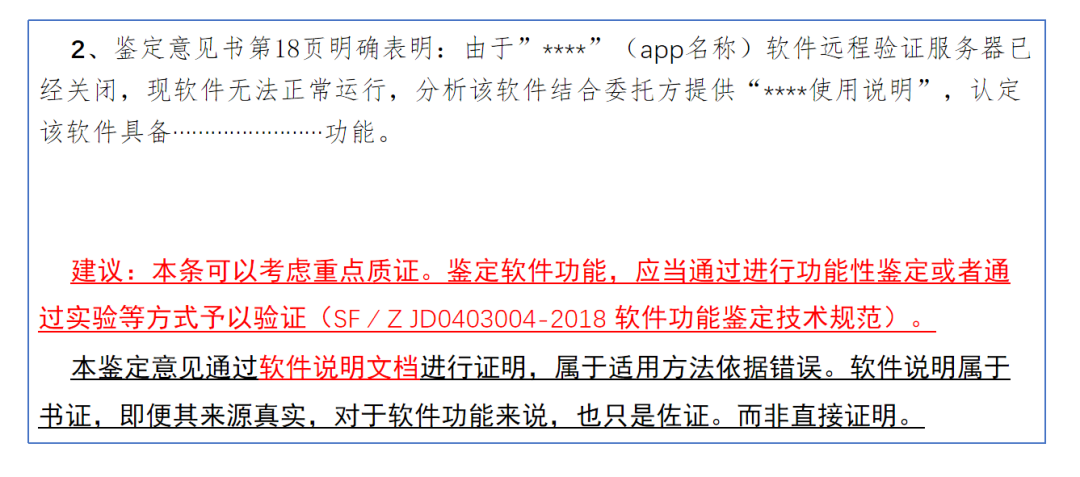 2、鉴定意见书第18页明确表明：由于”****”（app名称）软件远程验证服务器已
经关闭，现软件无法正常运行，分析该软件结合委托方提供“****使用说明”，认定
该软件具备························功能。
建议：本条可以考虑重点质证。鉴定软件功能，应当通过进行功能性鉴定或者通
过实验等方式予以验证（SF / Z JD0403004-2018 软件功能鉴定技术规范）。
本鉴定意见通过软件说明文档进行证明，属于适用方法依据错误。软件说明属于
书证，即便其来源真实，对于软件功能来说，也只是佐证。而非直接证明。